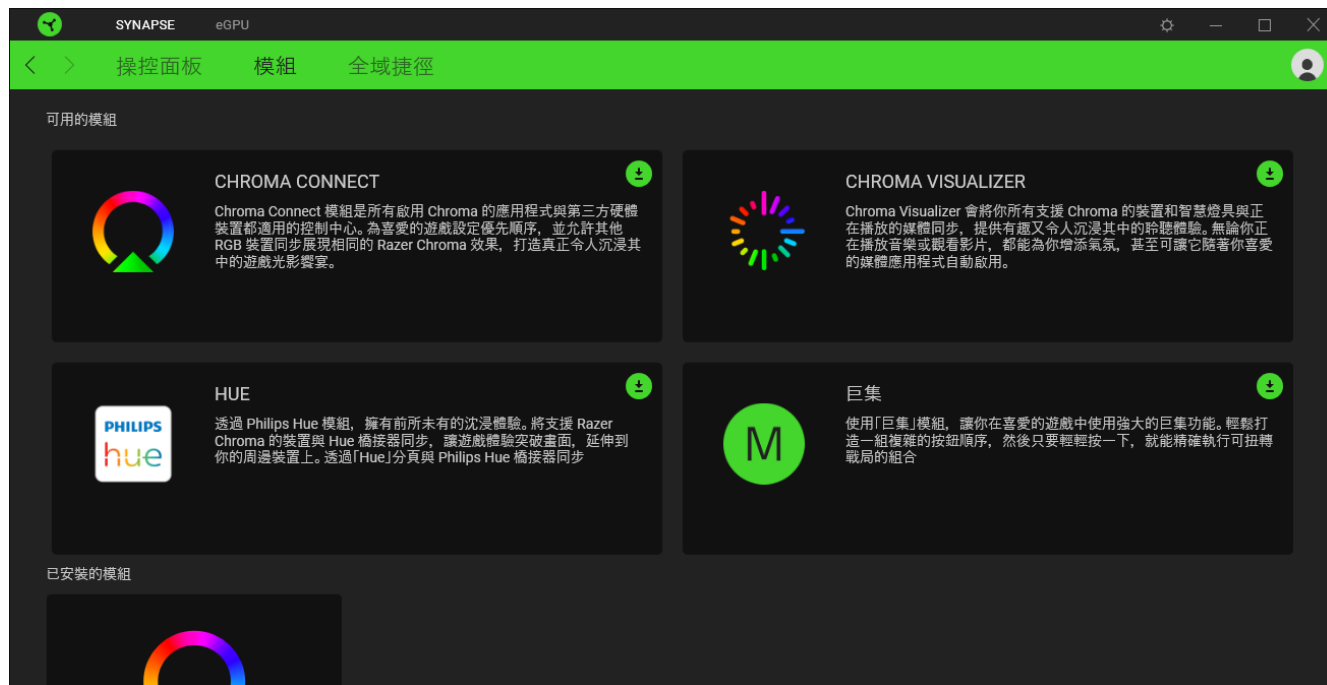 SYNAPSE eGPU
操控面板 模組 全域捷徑
可用的模組
CHROMA CONNECT
Chroma Connect 模組是所有啟用 Chroma 的應用程式與第三方硬體
裝置都適用的控制中心。為喜愛的遊戲設定優先順序，並允許其他
RGB 裝置同步展現相同的 Razer Chroma 效果，打造真正令人沉浸其
中的遊戲光影饗宴。
CHROMA VISUALIZER
Chroma Visualizer 會將你所有支援 Chroma 的裝置和智慧燈具與正
在播放的媒體同步，提供有趣又令人沉浸其中的聆聽體驗。無論你正
在播放音樂或觀看影片，都能為你增添氣氛，甚至可讓它隨著你喜愛
的媒體應用程式自動啟用。
PHILIPS
hue
HUE
透過 Philips Hue 模組，擁有前所未有的沈浸體驗。將支援 Razer
Chroma 的裝置與 Hue 橋接器同步，讓遊戲體驗突破畫面，延伸到
你的周邊裝置上。透過「Hue」分頁與 Philips Hue 橋接器同步
M
巨集
使用「巨集」模組，讓你在喜愛的遊戲中使用強大的巨集功能。輕鬆打
造一組複雜的按鈕順序，然後只要輕輕按一下，就能精確執行可扭轉
戰局的組合
已安裝的模組